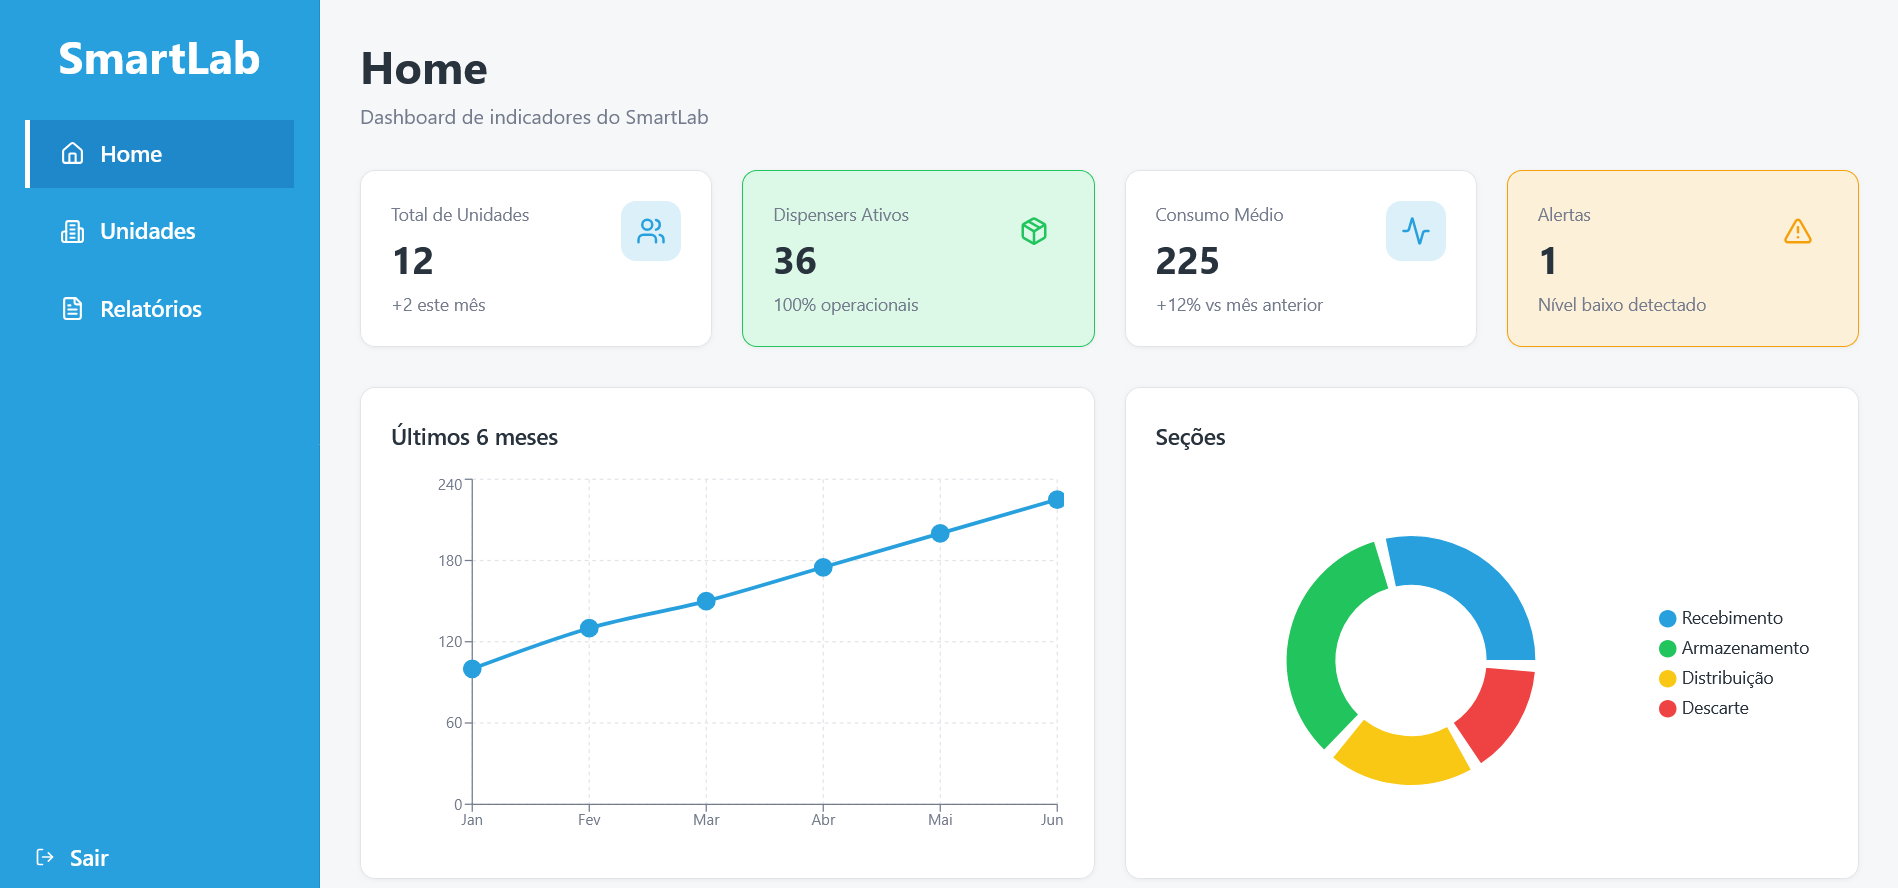 SmartLab
Home
Unidades
Relatórios
Sair
Home
Dashboard de indicadores do SmartLab
Total de Unidades
12
+2 este mês
Dispensers Ativos
36
100% operacionais
Consumo Médio
225
+12% vs mês anterior
Alertas
1
Nível baixo detectado
Últimos 6 meses
240
180
120
60
0
Jan Fev Mar Abr Mai Jun
Seções
Recebimento
Armazenamento
Distribuição
Descarte